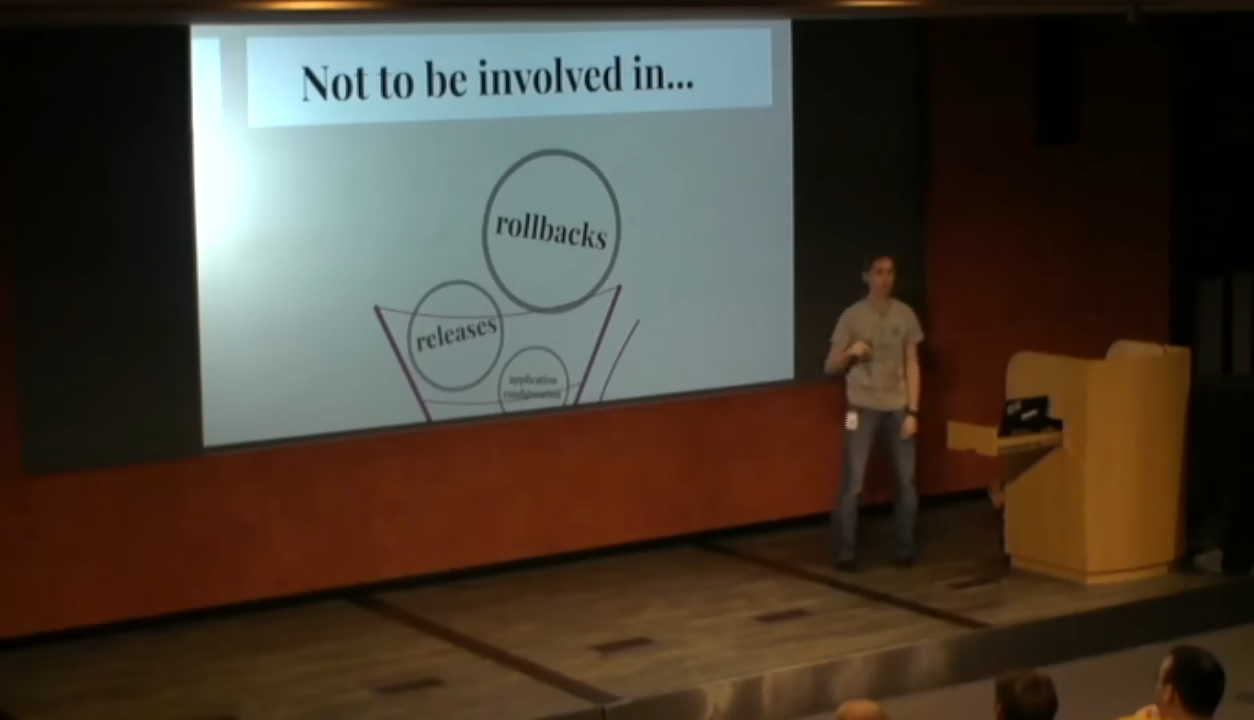 Not to be involved in...
rollbacks
releases
application